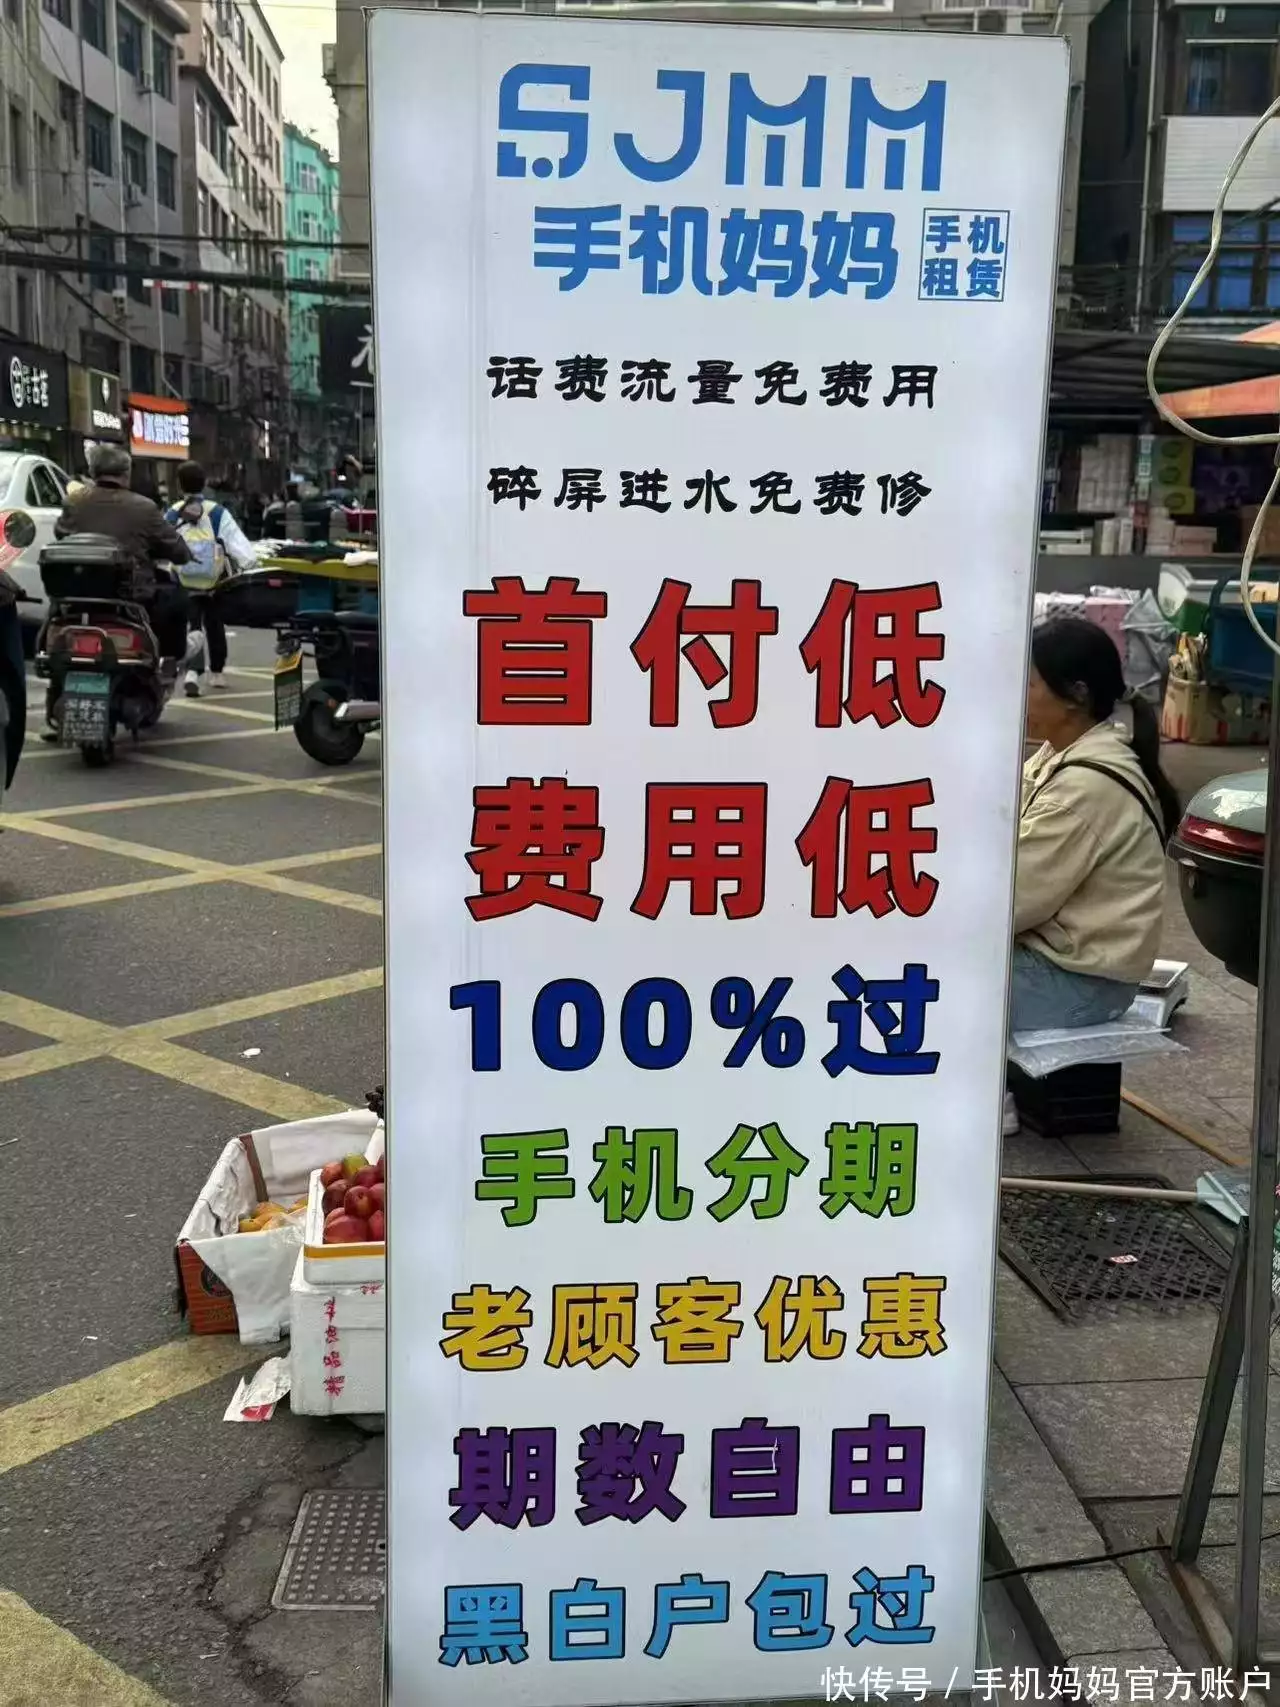 SJMM
手机妈妈
手机
租赁
话费流量免费用
碎屏进水免费修
首付低
费用低
100%过
手机分期
老顾客优惠
期数自由
黑白户包过
快传号 / 手机妈妈官方账户